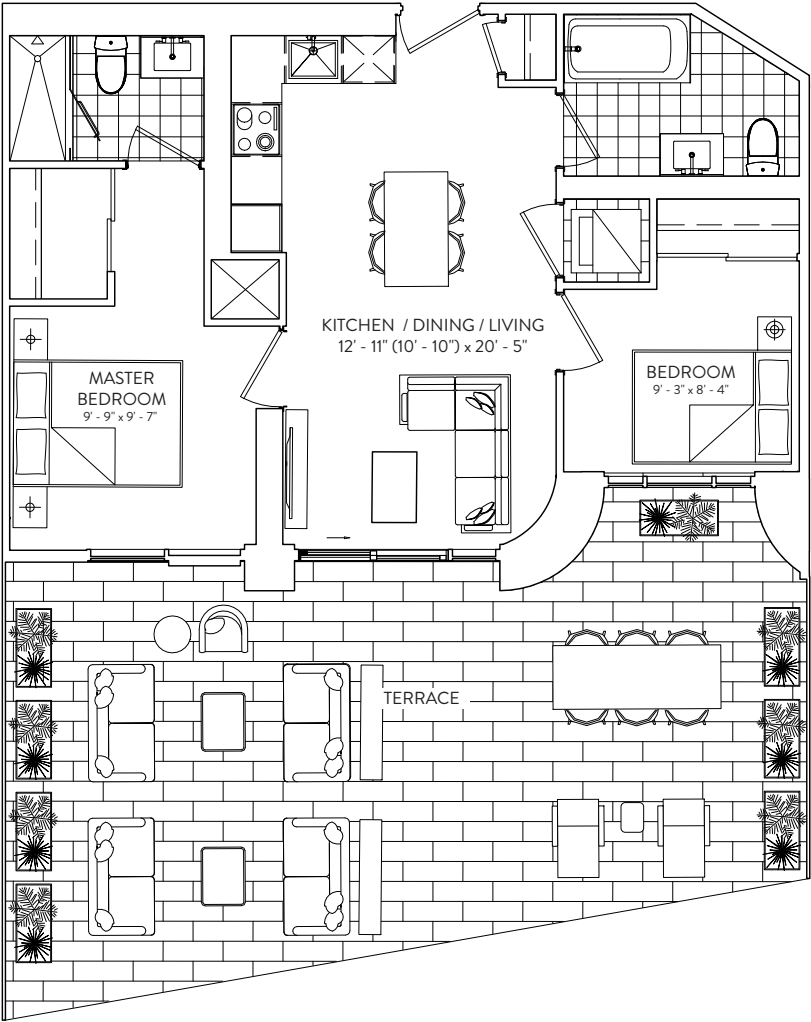 KITCHEN / DINING / LIVING
12' - 11" (10' - 10") x 20' - 5"
MASTER
BEDROOM
9' - 9" x 9' - 7"
BEDROOM
9' - 3" x 8' - 4"
TERRACE